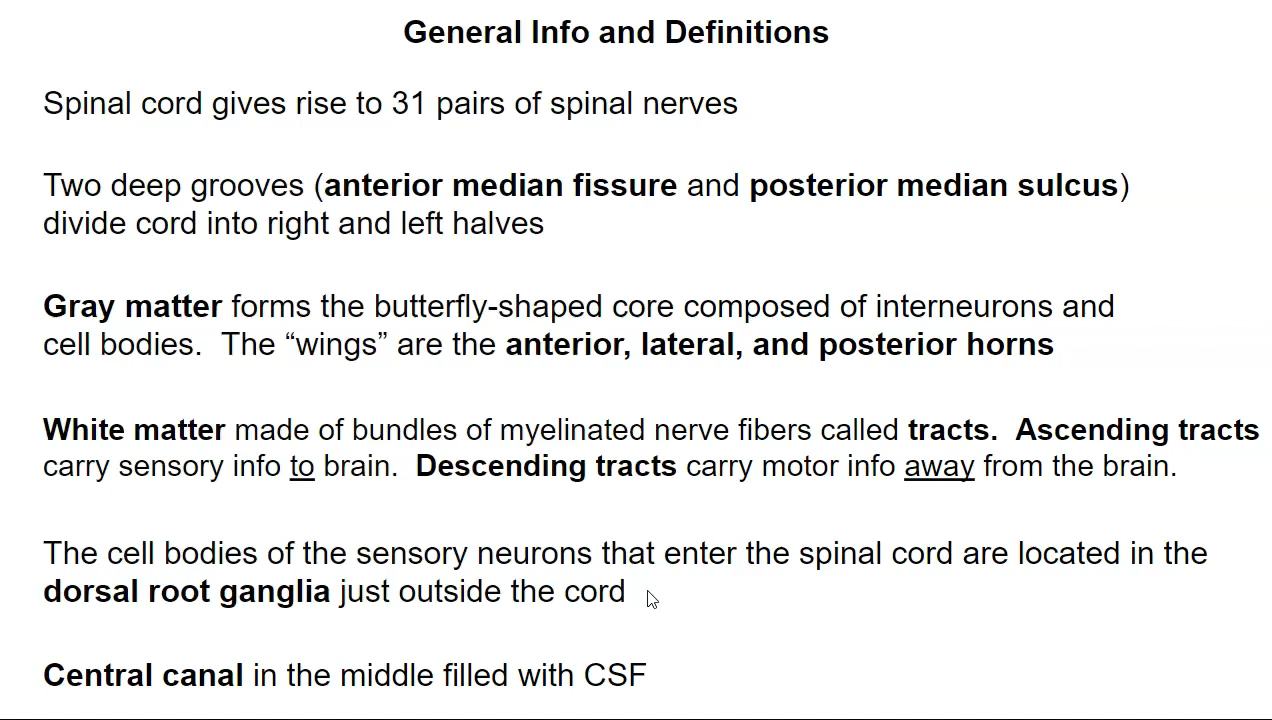 General Info and Definitions
Spinal cord gives rise to 31 pairs of spinal nerves
Two deep grooves (anterior median fissure and posterior median sulcus)
divide cord into right and left halves
Gray matter forms the butterfly-shaped core composed of interneurons and
cell bodies.  The “wings” are the anterior, lateral, and posterior horns
White matter made of bundles of myelinated nerve fibers called tracts.  Ascending tracts
carry sensory info to brain.  Descending tracts carry motor info away from the brain.
The cell bodies of the sensory neurons that enter the spinal cord are located in the
dorsal root ganglia just outside the cord
Central canal in the middle filled with CSF